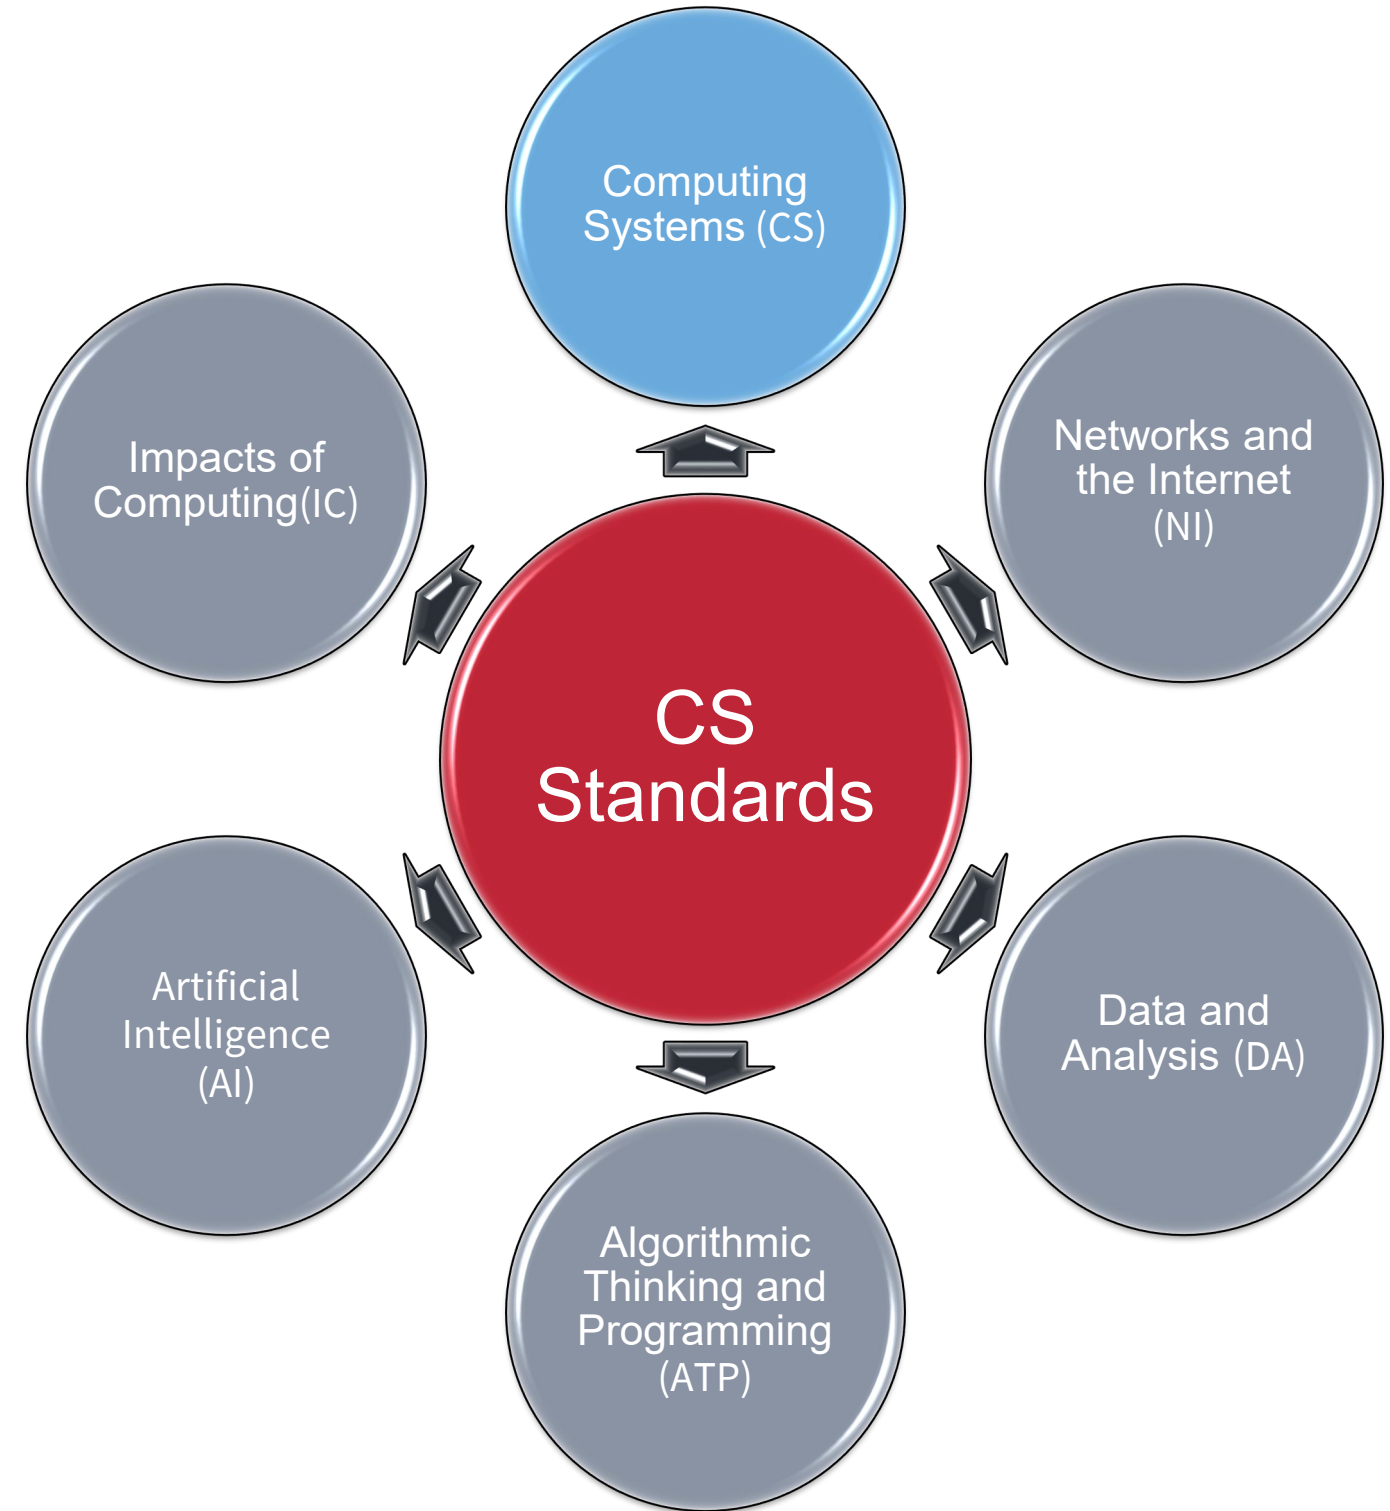 Computing
Systems (CS)
Networks and
the Internet
(NI)
Impacts of
Computing(IC)
CS
Standards
Artificial
Intelligence
(AI)
Data and
Analysis (DA)
Algorithmic
Thinking and
Programming
(ATP)